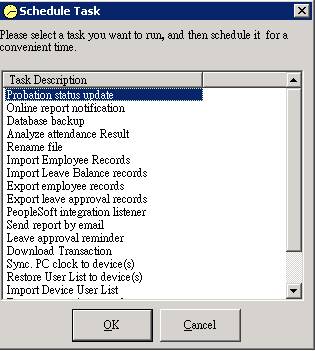 Schedule Task
Please select a task you want to run, and then schedule it for a
convenient time.
Task Description
Probation status update
Online report notification
Database backup
Analyze attendance Result
Rename file
Import Employee Records
Import Leave Balance records
Export employee records
Export leave approval records
PeopleSoft integration listener
Send report by email
Leave approval reminder
Download Transaction
Sync. PC clock to device(s)
Restore User List to device(s)
Import Device User List
OK
Cancel